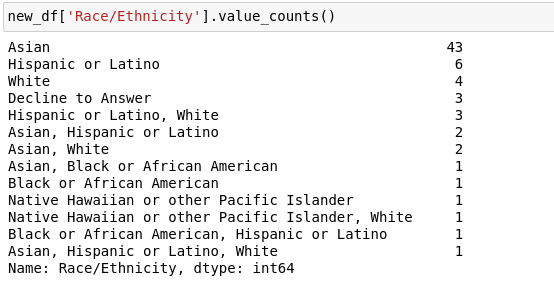 new_df['Race/Ethnicity'].value_counts()
Asian 43
Hispanic or Latino 6
White 4
Decline to Answer 3
Hispanic or Latino, White 3
Asian, Hispanic or Latino 2
Asian, White 2
Asian, Black or African American 1
Black or African American 1
Native Hawaiian or other Pacific Islander 1
Native Hawaiian or other Pacific Islander, White 1
Black or African American, Hispanic or Latino 1
Asian, Hispanic or Latino, White 1
Name: Race/Ethnicity, dtype: int64